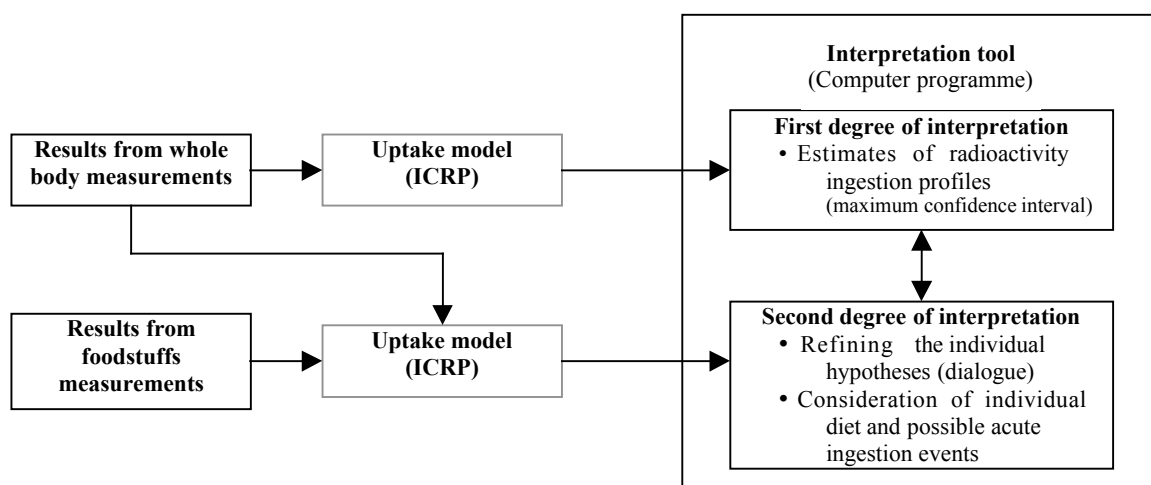 Interpretation tool
(Computer programme)
Results from whole
body measurements
Uptake model
(ICRP)
First degree of interpretation
• Estimates of radioactivity
ingestion profiles
(maximum confidence interval)
Results from
foodstuffs
measurements
Uptake model
(ICRP)
Second degree of interpretation
• Refining the individual
hypotheses (dialogue)
• Consideration of individual
diet and possible acute
ingestion events